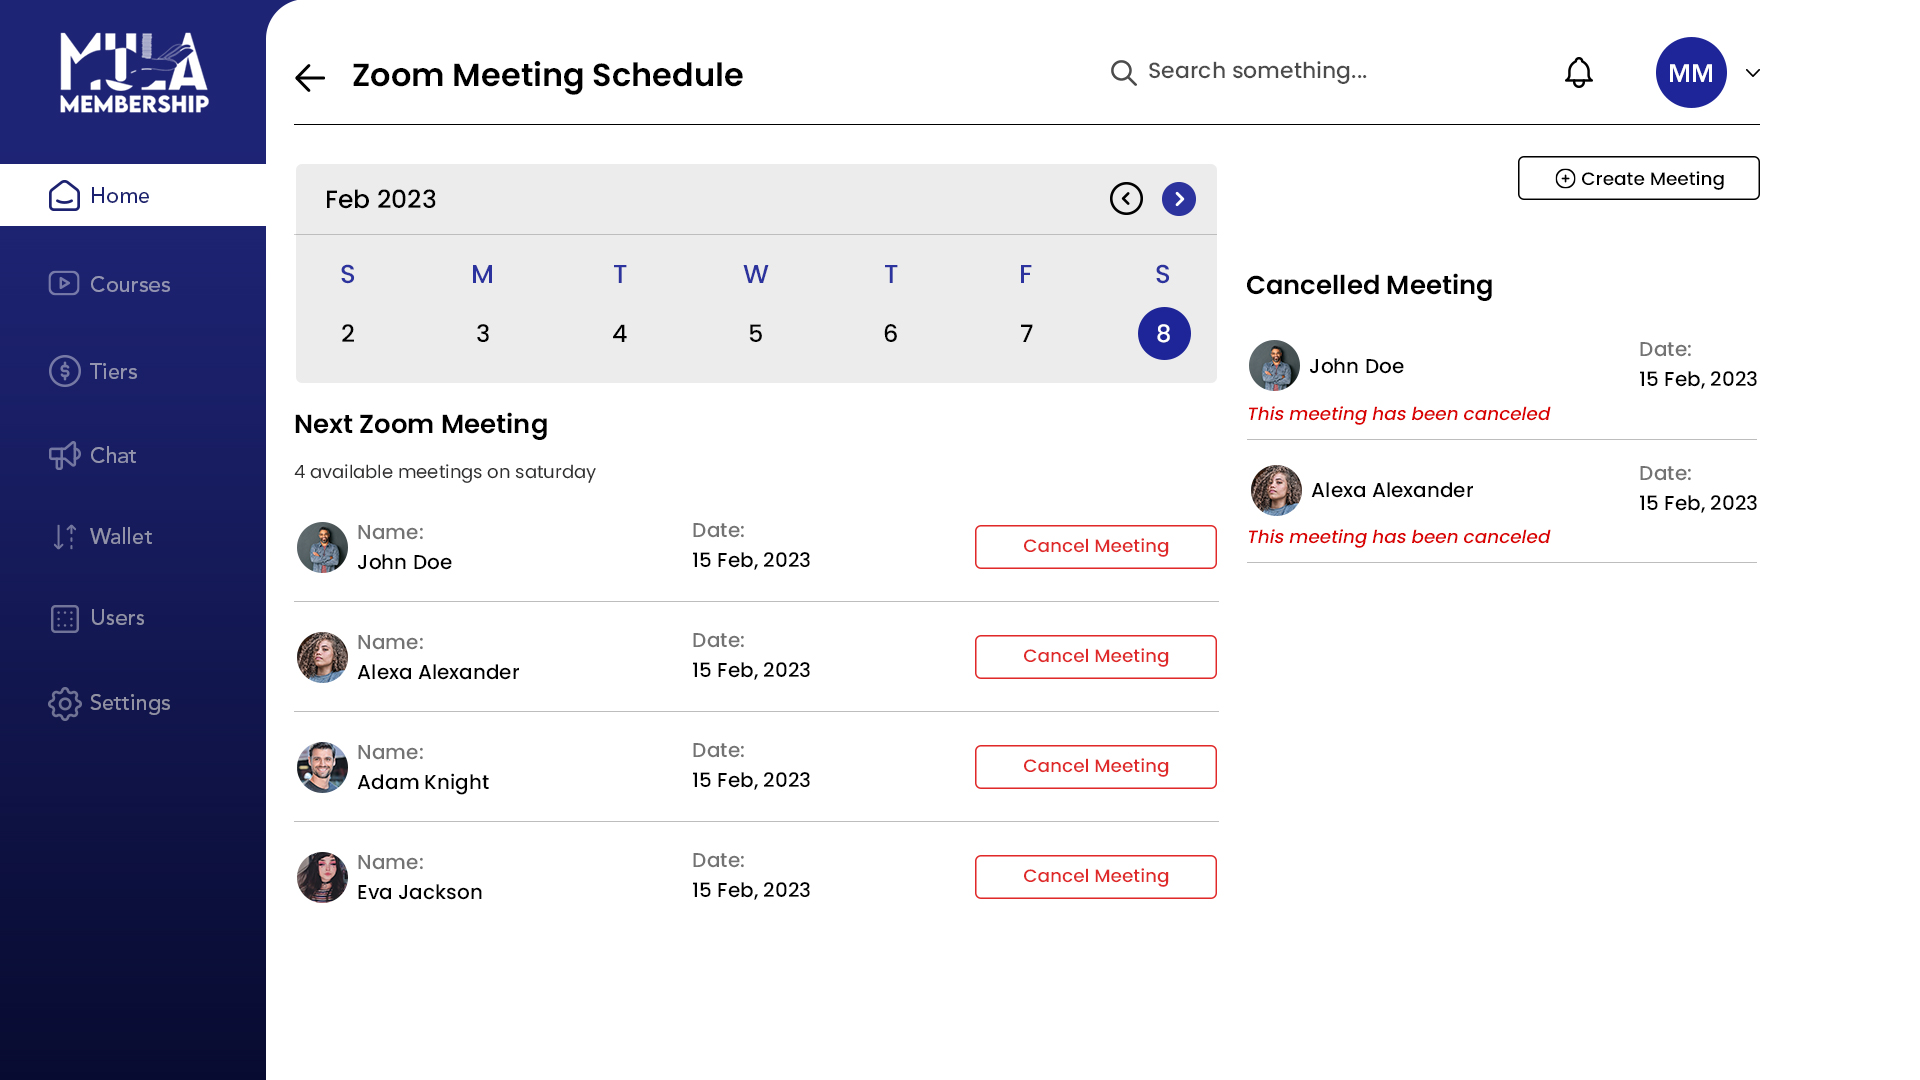 MULA
MEMBERSHIP
Home
Courses
Tiers
Chat
Wallet
Users
Settings
Zoom Meeting Schedule
Search something...
MM
Feb 2023
S M T W T F S
2 3 4 5 6 7 8
Create Meeting
Next Zoom Meeting
4 available meetings on saturday
Name:
John Doe
Date:
15 Feb, 2023
Cancel Meeting
Name:
Alexa Alexander
Date:
15 Feb, 2023
Cancel Meeting
Name:
Adam Knight
Date:
15 Feb, 2023
Cancel Meeting
Name:
Eva Jackson
Date:
15 Feb, 2023
Cancel Meeting
Cancelled Meeting
John Doe
Date:
15 Feb, 2023
This meeting has been canceled
Alexa Alexander
Date:
15 Feb, 2023
This meeting has been canceled